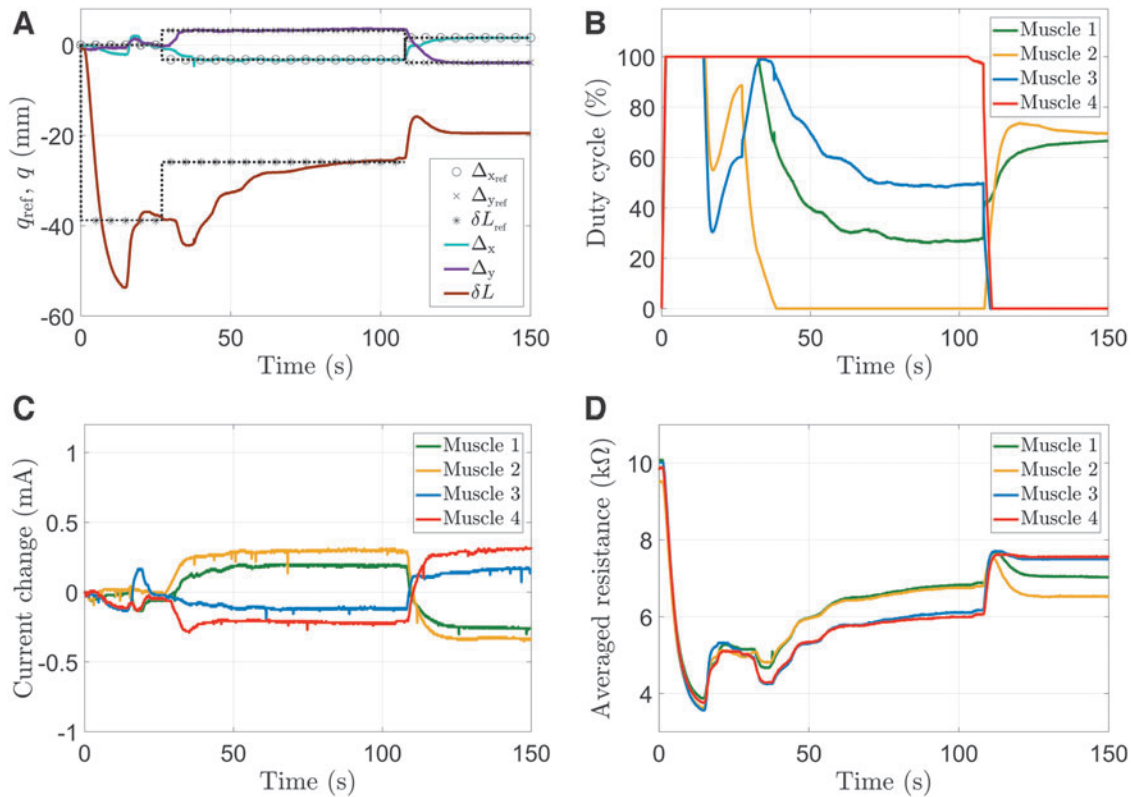 A
0
-20
-40
-60
q_ref, q (mm)
0
50
100
150
Time (s)
Δ_x_ref
Δ_y_ref
δL_ref
Δ_x
Δ_y
δL
B
100
80
60
40
20
0
Duty cycle (%)
0
50
100
150
Time (s)
Muscle 1
Muscle 2
Muscle 3
Muscle 4
C
1
0.5
0
-0.5
-1
Current change (mA)
0
50
100
150
Time (s)
Muscle 1
Muscle 2
Muscle 3
Muscle 4
D
10
8
6
4
Averaged resistance (kΩ)
0
50
100
150
Time (s)
Muscle 1
Muscle 2
Muscle 3
Muscle 4